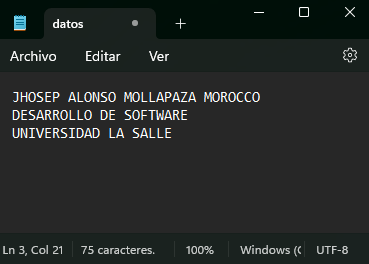 datos
Archivo Editar Ver
JHOSEP ALONSO MOLLAPAZA MOROCCO
DESARROLLO DE SOFTWARE
UNIVERSIDAD LA SALLE
Ln 3, Col 21 75 caracteres. 100% Windows (C UTF-8